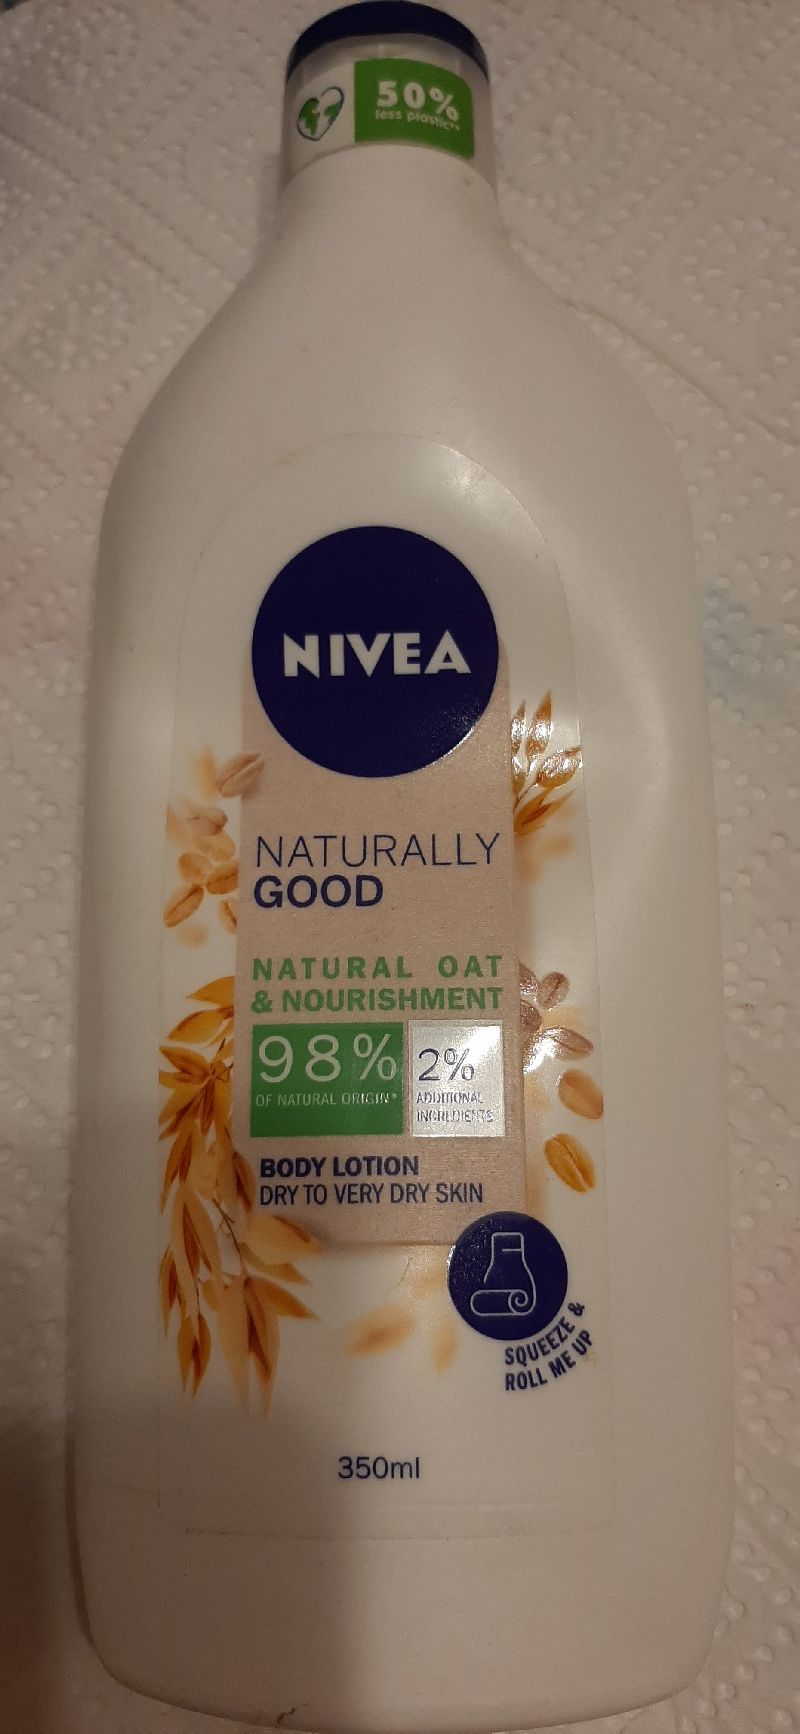 50%
less plastic**
NIVEA
NATURALLY
GOOD
NATURAL OAT
& NOURISHMENT
98%
OF NATURAL ORIGIN*
2%
ADDITIONAL
INGREDIENTS
BODY LOTION
DRY TO VERY DRY SKIN
SQUEEZE &
ROLL ME UP
350ml